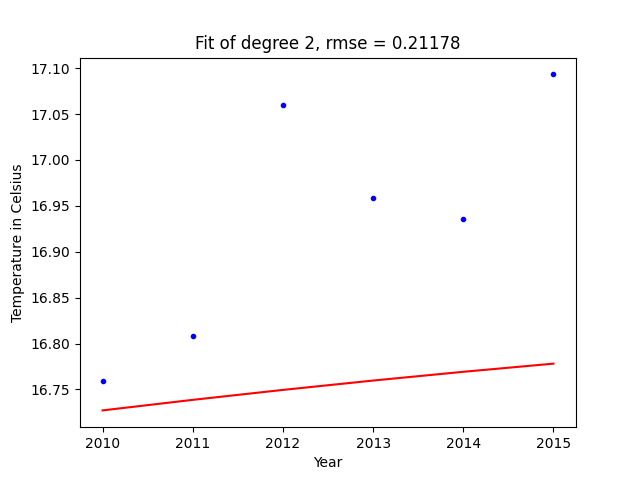 Fit of degree 2, rmse = 0.21178
17.10
17.05
17.00
16.95
16.90
16.85
16.80
16.75
Temperature in Celsius
2010 2011 2012 2013 2014 2015
Year